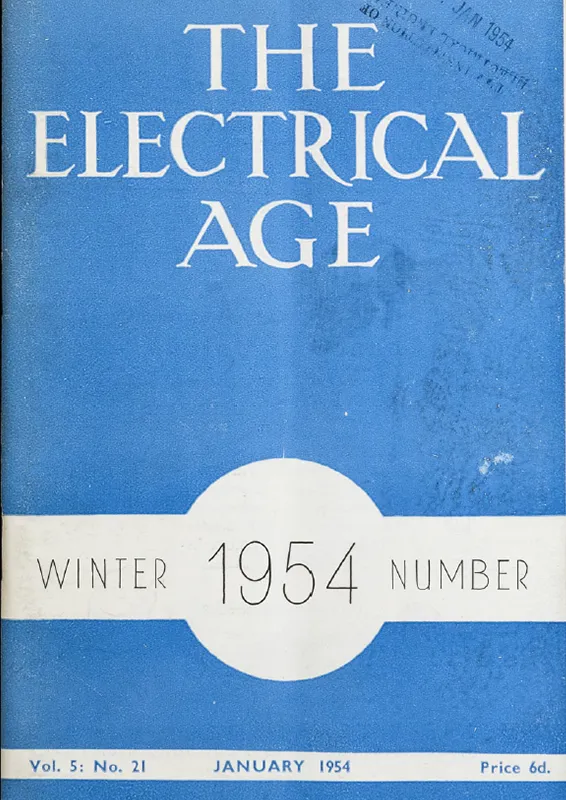 JAN 1954
THE
ELECTRICAL
AGE
WINTER 1954 NUMBER
Vol. 5: No. 21 JANUARY 1954 Price 6d.